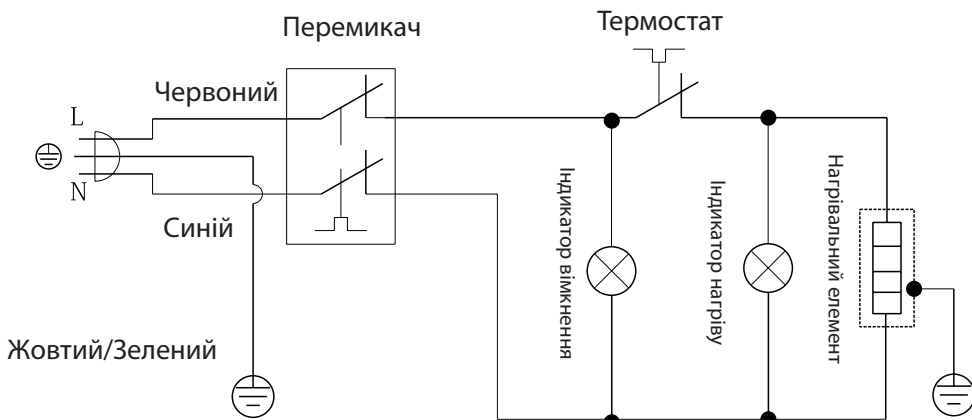 Перемикач
Термостат
Червоний
L
N
Синій
Жовтий/Зелений
Індикатор вімкнення
Індикатор нагріву
Нагрівальний елемент